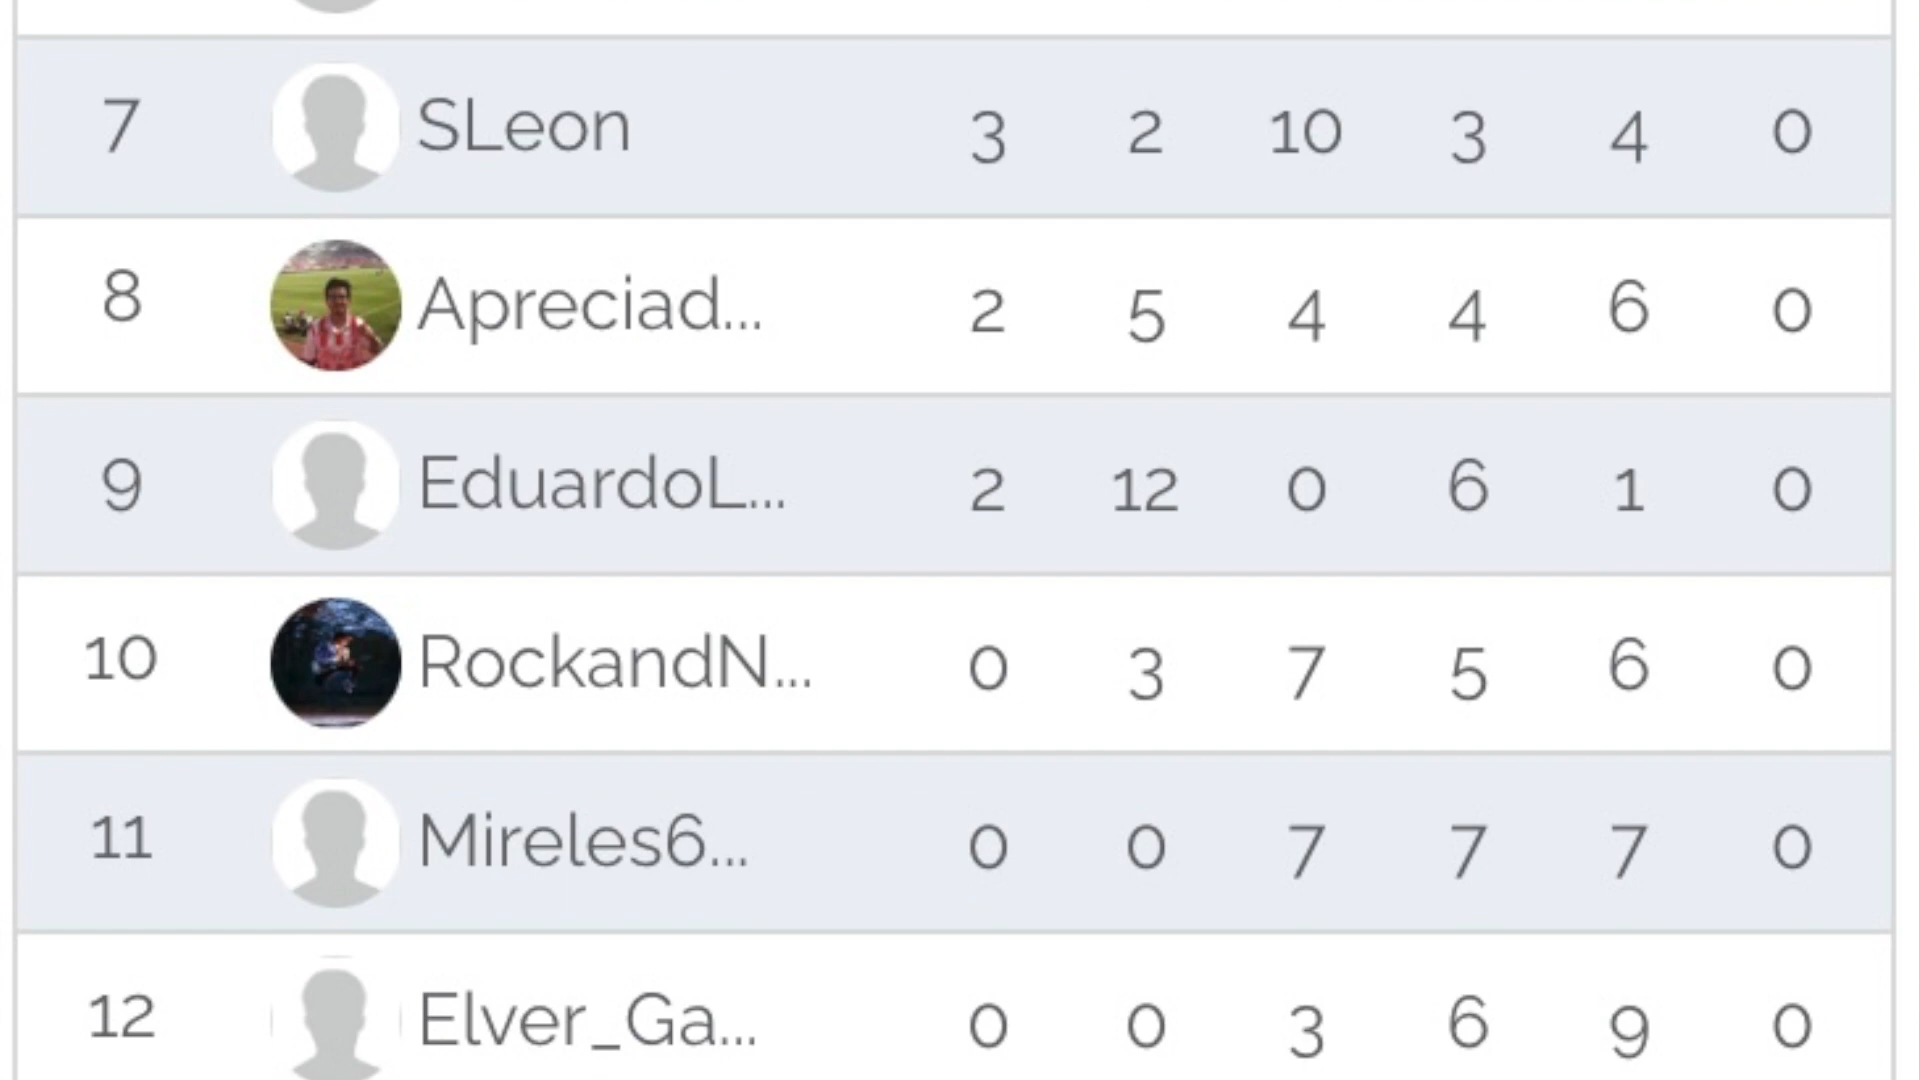 7 SLeon 3 2 10 3 4 0
8 Apreciad... 2 5 4 4 6 0
9 EduardoL... 2 12 0 6 1 0
10 RockandN... 0 3 7 5 6 0
11 Mireles6... 0 0 7 7 7 0
12 Elver_Ga... 0 0 3 6 9 0